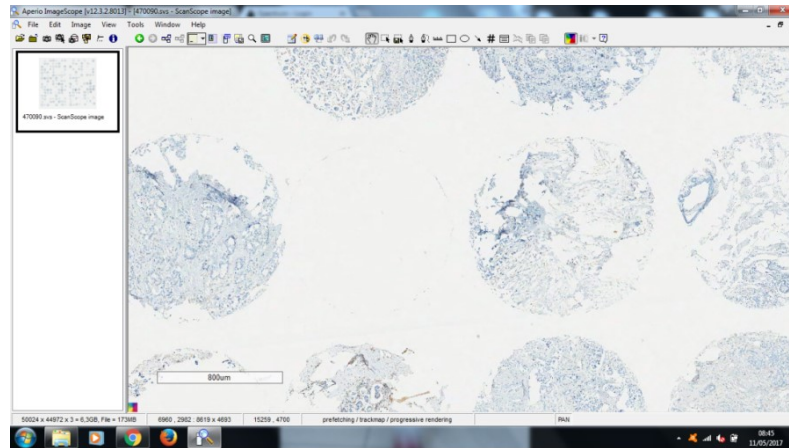 Aperio ImageScope [v12.3.2.8013] - [470090.svs - ScanScope image]
File Edit Image View Tools Window Help
470090.svs - ScanScope image
800um
50024 x 44972 x 3 = 6,3GB, File = 173MB
6960 , 2982 : 8619 x 4693
15259 , 4700
prefetching / trackmap / progressive rendering
PAN
08:45
11/05/2017